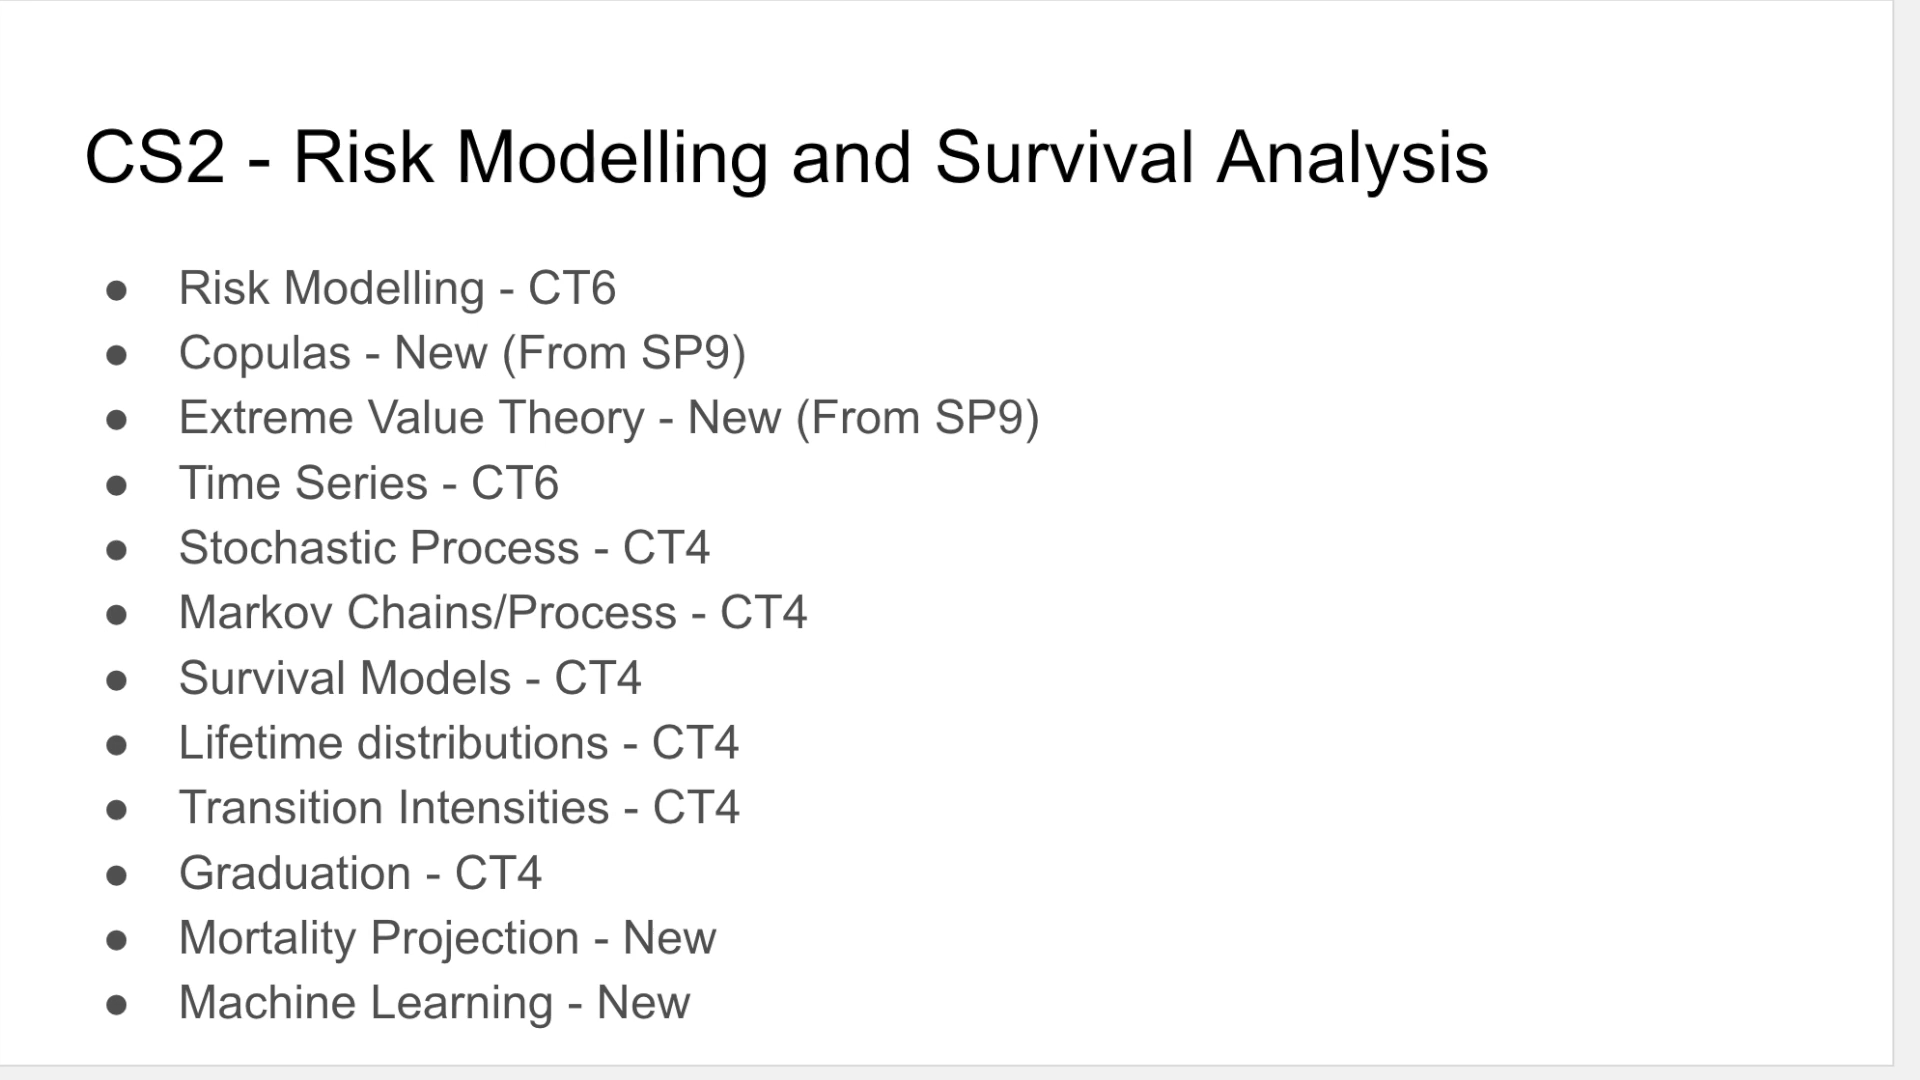 CS2 - Risk Modelling and Survival Analysis
● Risk Modelling - CT6
● Copulas - New (From SP9)
● Extreme Value Theory - New (From SP9)
● Time Series - CT6
● Stochastic Process - CT4
● Markov Chains/Process - CT4
● Survival Models - CT4
● Lifetime distributions - CT4
● Transition Intensities - CT4
● Graduation - CT4
● Mortality Projection - New
● Machine Learning - New